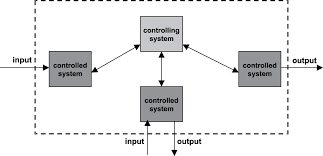 controlling
system
input
controlled
system
controlled
system
output
controlled
system
input
output